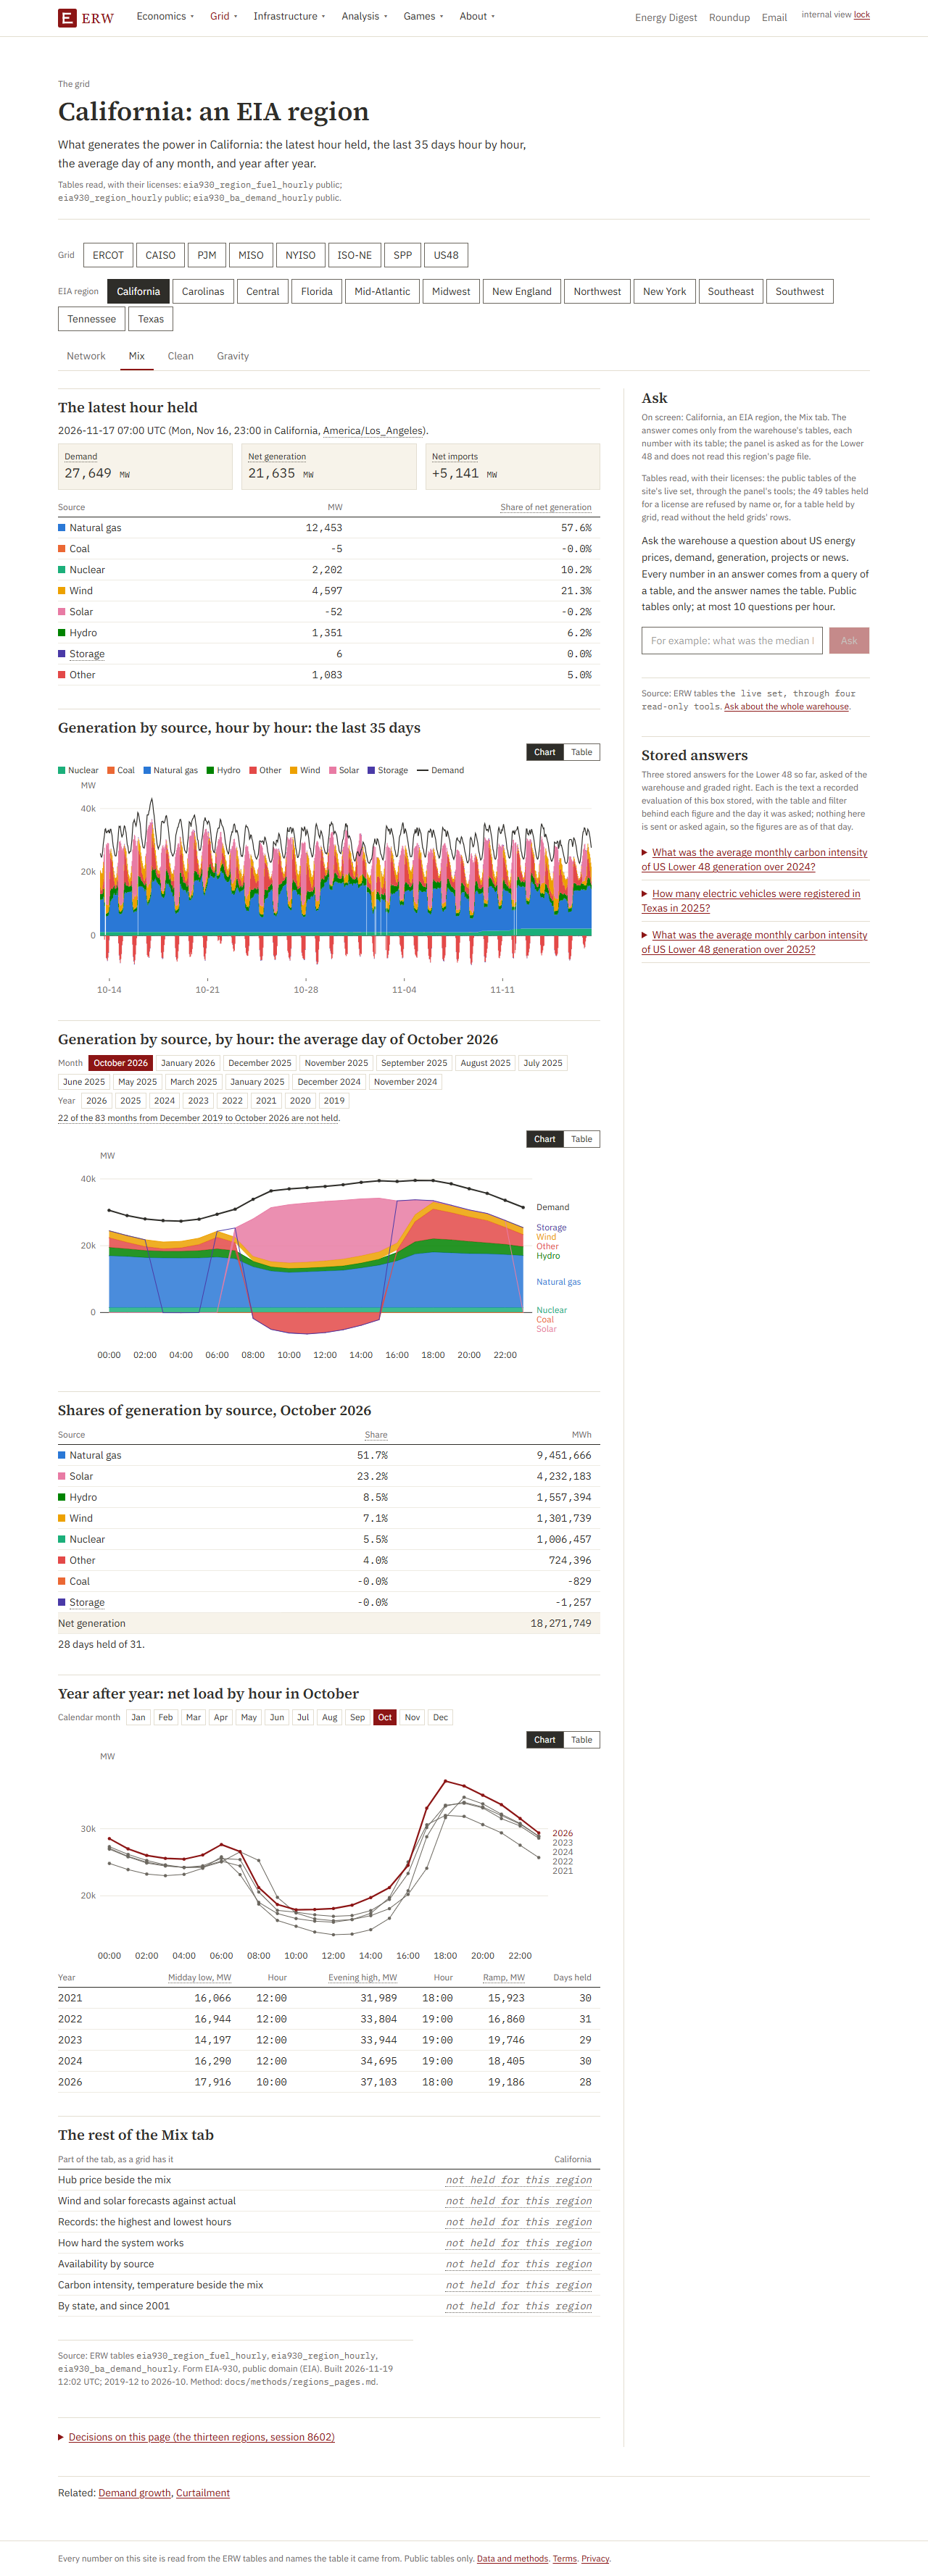 ERW
Economics Grid Infrastructure Analysis Games About
Energy Digest Roundup Email internal view lock
The grid
California: an EIA region
What generates the power in California: the latest hour held, the last 35 days hour by hour,
the average day of any month, and year after year.
Tables read, with their licenses: eia930_region_fuel_hourly public;
eia930_region_hourly public; eia930_ba_demand_hourly public.
Grid ERCOT CAISO PJM MISO NYISO ISO-NE SPP US48
EIA region California Carolinas Central Florida Mid-Atlantic Midwest New England Northwest New York Southeast Southwest
Tennessee Texas
Network Mix Clean Gravity
The latest hour held
2026-11-17 07:00 UTC (Mon, Nov 16, 23:00 in California, America/Los_Angeles).
Demand
27,649 MW
Net generation
21,635 MW
Net imports
+5,141 MW
Source MW Share of net generation
Natural gas 12,453 57.6%
Coal -5 -0.0%
Nuclear 2,202 10.2%
Wind 4,597 21.3%
Solar -52 -0.2%
Hydro 1,351 6.2%
Storage 6 0.0%
Other 1,083 5.0%
Generation by source, hour by hour: the last 35 days
Chart Table
Nuclear Coal Natural gas Hydro Other Wind Solar Storage Demand
MW
40k
20k
0
10-14 10-21 10-28 11-04 11-11
Generation by source, by hour: the average day of October 2026
Month October 2026 January 2026 December 2025 November 2025 September 2025 August 2025 July 2025
June 2025 May 2025 March 2025 January 2025 December 2024 November 2024
Year 2026 2025 2024 2023 2022 2021 2020 2019
22 of the 83 months from December 2019 to October 2026 are not held.
Chart Table
MW
40k
20k
0
Demand
Storage
Wind
Other
Hydro
Natural gas
Nuclear
Coal
Solar
00:00 02:00 04:00 06:00 08:00 10:00 12:00 14:00 16:00 18:00 20:00 22:00
Shares of generation by source, October 2026
Source Share MWh
Natural gas 51.7% 9,451,666
Solar 23.2% 4,232,183
Hydro 8.5% 1,557,394
Wind 7.1% 1,301,739
Nuclear 5.5% 1,006,457
Other 4.0% 724,396
Coal -0.0% -829
Storage -0.0% -1,257
Net generation 18,271,749
28 days held of 31.
Year after year: net load by hour in October
Calendar month Jan Feb Mar Apr May Jun Jul Aug Sep Oct Nov Dec
Chart Table
MW
30k
20k
2026
2023
2024
2022
2021
00:00 02:00 04:00 06:00 08:00 10:00 12:00 14:00 16:00 18:00 20:00 22:00
Year Midday low, MW Hour Evening high, MW Hour Ramp, MW Days held
2021 16,066 12:00 31,989 18:00 15,923 30
2022 16,944 12:00 33,804 19:00 16,860 31
2023 14,197 12:00 33,944 19:00 19,746 29
2024 16,290 12:00 34,695 19:00 18,405 30
2026 17,916 10:00 37,103 18:00 19,186 28
The rest of the Mix tab
Part of the tab, as a grid has it California
Hub price beside the mix not held for this region
Wind and solar forecasts against actual not held for this region
Records: the highest and lowest hours not held for this region
How hard the system works not held for this region
Availability by source not held for this region
Carbon intensity, temperature beside the mix not held for this region
By state, and since 2001 not held for this region
Source: ERW tables eia930_region_fuel_hourly, eia930_region_hourly,
eia930_ba_demand_hourly. Form EIA-930, public domain (EIA). Built 2026-11-19
12:02 UTC; 2019-12 to 2026-10. Method: docs/methods/regions_pages.md.
Decisions on this page (the thirteen regions, session 8602)
Ask
On screen: California, an EIA region, the Mix tab. The
answer comes only from the warehouse's tables, each
number with its table; the panel is asked as for the Lower
48 and does not read this region's page file.
Tables read, with their licenses: the public tables of the
site's live set, through the panel's tools; the 49 tables held
for a license are refused by name or, for a table held by
grid, read without the held grids' rows.
Ask the warehouse a question about US energy
prices, demand, generation, projects or news.
Every number in an answer comes from a query of
a table, and the answer names the table. Public
tables only; at most 10 questions per hour.
For example: what was the median l Ask
Source: ERW tables the live set, through four
read-only tools. Ask about the whole warehouse.
Stored answers
Three stored answers for the Lower 48 so far, asked of the
warehouse and graded right. Each is the text a recorded
evaluation of this box stored, with the table and filter
behind each figure and the day it was asked; nothing here
is sent or asked again, so the figures are as of that day.
What was the average monthly carbon intensity
of US Lower 48 generation over 2024?
How many electric vehicles were registered in
Texas in 2025?
What was the average monthly carbon intensity
of US Lower 48 generation over 2025?
Related: Demand growth, Curtailment
Every number on this site is read from the ERW tables and names the table it came from. Public tables only. Data and methods. Terms. Privacy.